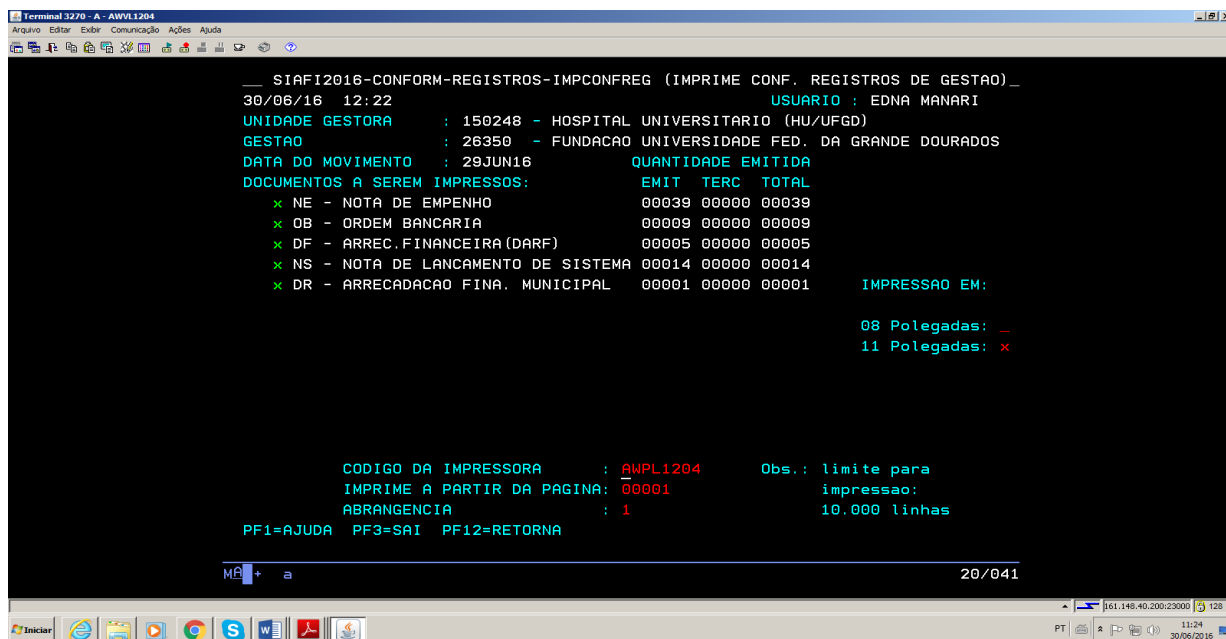 Terminal 3270 - A - AWVL1204
Arquivo Editar Exibir Comunicação Ações Ajuda
__ SIAFI2016-CONFORM-REGISTROS-IMPCONFREG (IMPRIME CONF. REGISTROS DE GESTAO)_
30/06/16 12:22 USUARIO : EDNA MANARI
UNIDADE GESTORA : 150248 - HOSPITAL UNIVERSITARIO (HU/UFGD)
GESTAO : 26350 - FUNDACAO UNIVERSIDADE FED. DA GRANDE DOURADOS
DATA DO MOVIMENTO : 29JUN16 QUANTIDADE EMITIDA
DOCUMENTOS A SEREM IMPRESSOS: EMIT TERC TOTAL
x NE - NOTA DE EMPENHO 00039 00000 00039
x OB - ORDEM BANCARIA 00009 00000 00009
x DF - ARREC.FINANCEIRA(DARF) 00005 00000 00005
x NS - NOTA DE LANCAMENTO DE SISTEMA 00014 00000 00014
x DR - ARRECADACAO FINA. MUNICIPAL 00001 00000 00001 IMPRESSAO EM:
08 Polegadas: _
11 Polegadas: x
CODIGO DA IMPRESSORA : AWPL1204 Obs.: limite para
IMPRIME A PARTIR DA PAGINA: 00001 impressao:
ABRANGENCIA : 1 10.000 linhas
PF1=AJUDA PF3=SAI PF12=RETORNA
MA + a 20/041
161.148.40.200:23000 128
Iniciar PT 11:24
30/06/2016